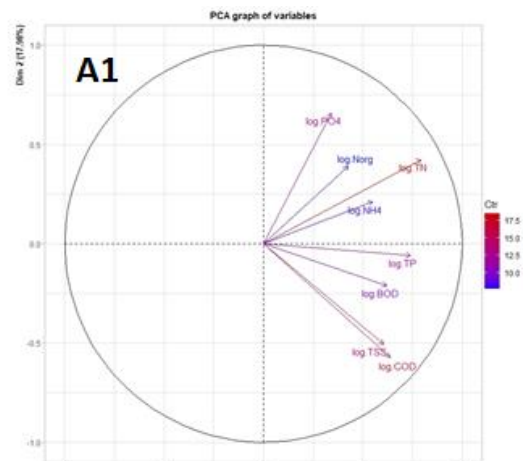 PCA graph of variables
Dim 2 (17.98%)
A1
1.0
0.5
0.0
-0.5
-1.0
log.PO4
log.Norg
log.TN
log.NH4
log.TP
log.BOD
log.TSS
log.COD
Ctr
17.5
15.0
12.5
10.0